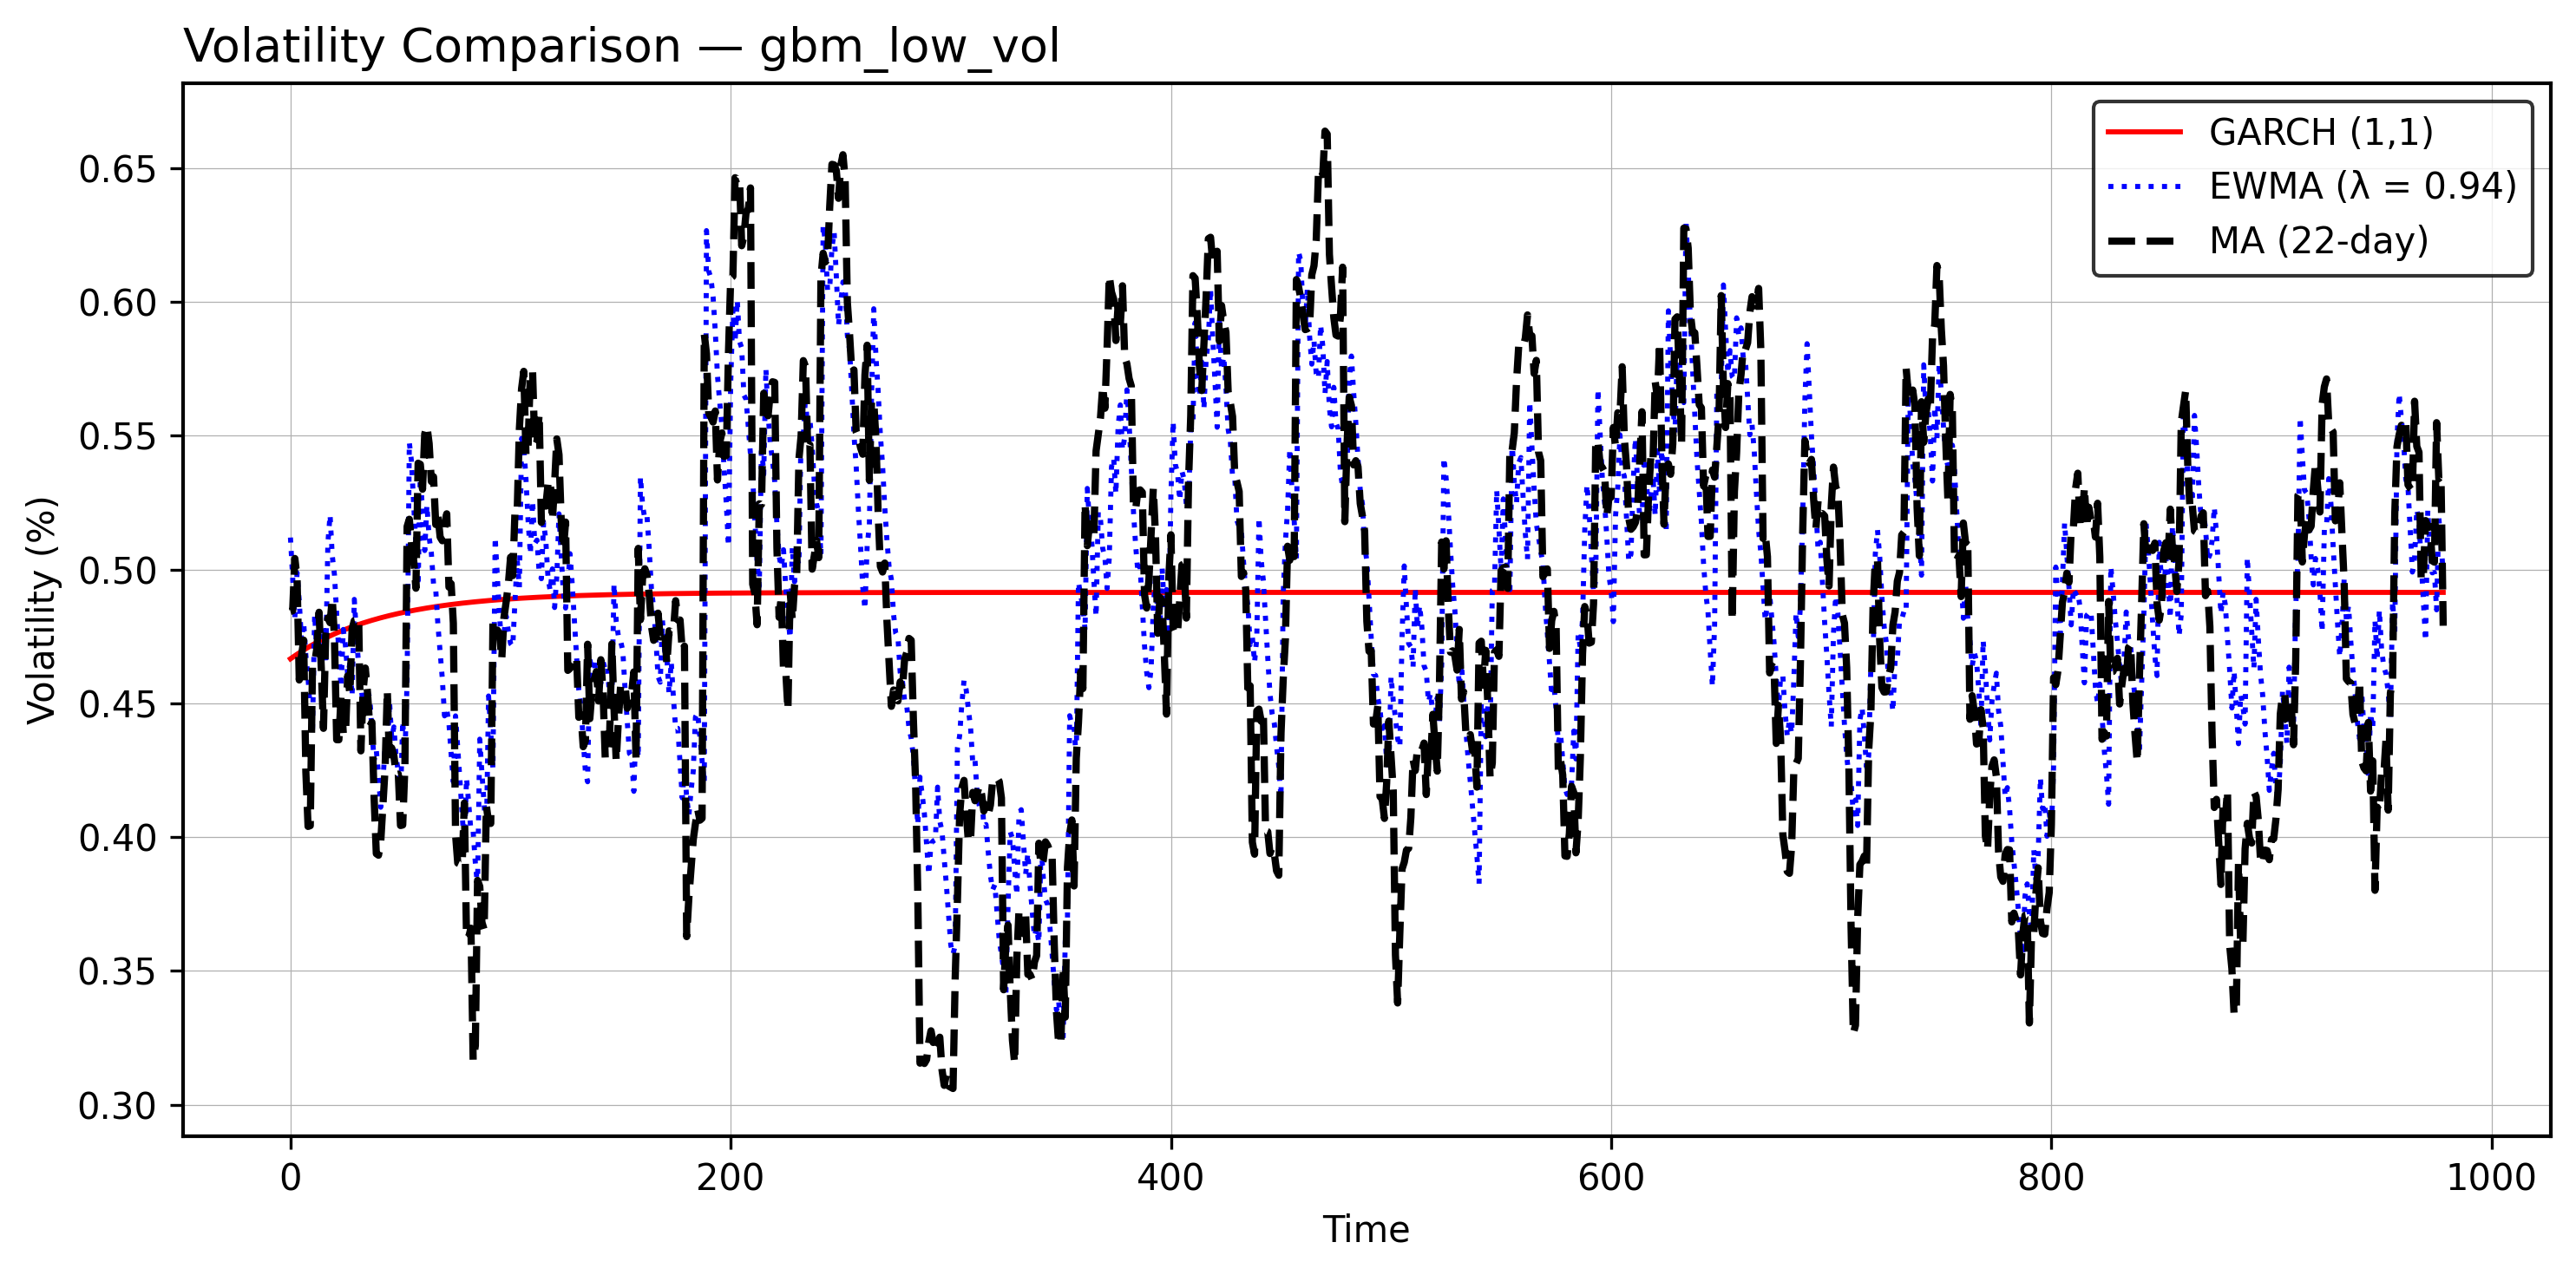 Volatility Comparison — gbm_low_vol
GARCH (1,1)
EWMA (λ = 0.94)
MA (22-day)
Volatility (%)
0.65
0.60
0.55
0.50
0.45
0.40
0.35
0.30
0 200 400 600 800 1000
Time